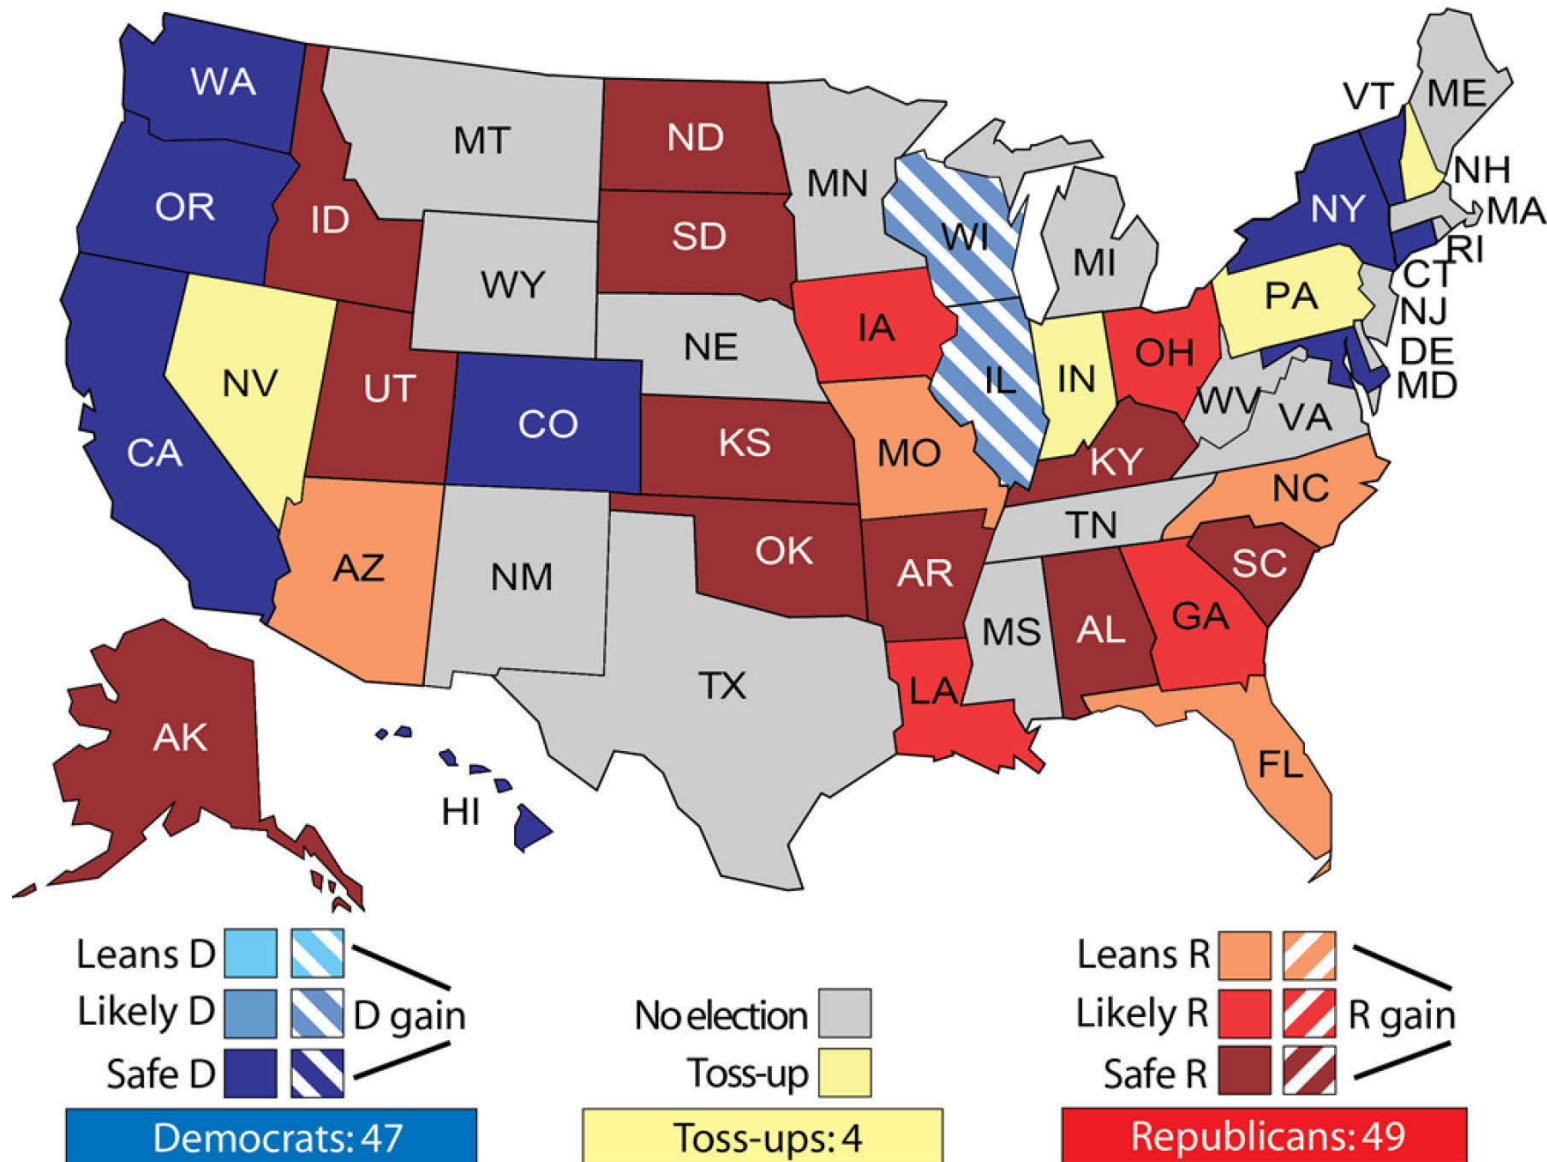 WA
MT
ND
MN
VT
ME
OR
ID
SD
WI
MI
NY
NH
MA
RI
CT
WY
IA
NE
PA
NJ
NV
UT
CO
KS
MO
IL
IN
OH
WV
VA
DE
MD
CA
KY
NC
AZ
NM
OK
AR
TN
SC
TX
LA
MS
AL
GA
AK
HI
FL
Leans D
Likely D
D gain
Safe D
Democrats: 47
No election
Toss-up
Toss-ups: 4
Leans R
Likely R
R gain
Safe R
Republicans: 49